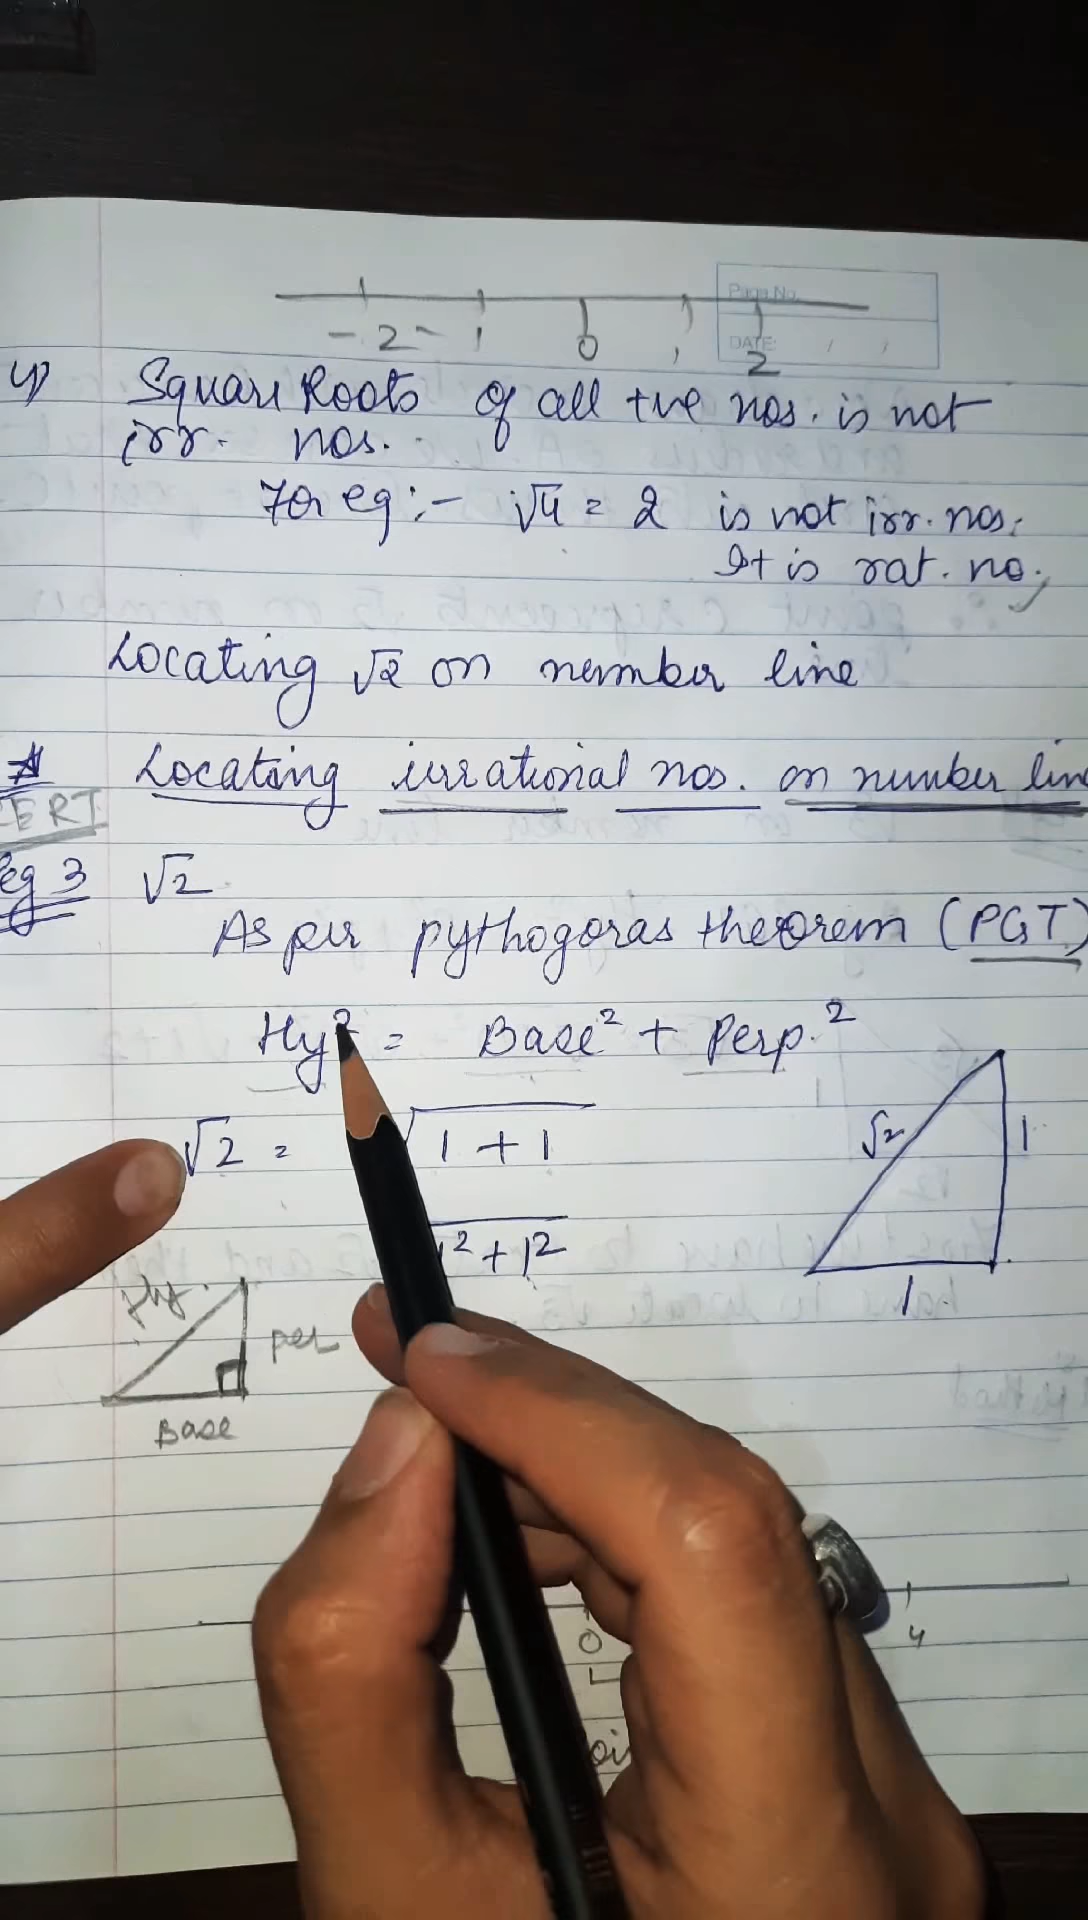 Page No.
- 2 - 1 0 1 2
DATE: / /
4) Square Roots of all +ve nos. is not
irr. nos.
For eg :- √4 = 2 is not irr. nos.
It is rat. no.
Locating √2 on number line
Locating irrational nos. on number line
CERT
eg 3 √2
As per pythogoras theorem (PGT)
Hy² = Base² + Perp.²
√2 = √1 + 1
√2 1
1² + 1²
1
Hy.
per
Base
0 4